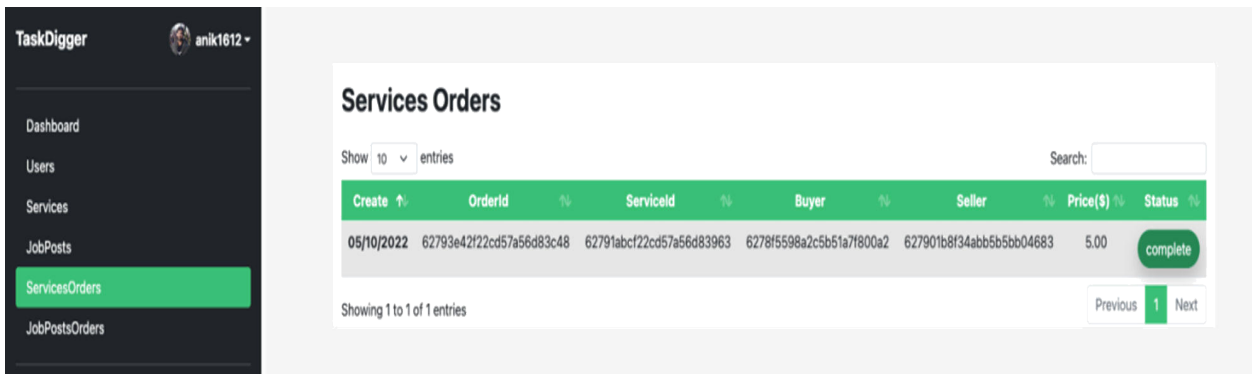 TaskDigger anik1612
Dashboard
Users
Services
JobPosts
ServicesOrders
JobPostsOrders
Services Orders
Show 10 entries Search:
Create OrderId ServiceId Buyer Seller Price($) Status
05/10/2022 62793e42f22cd57a56d83c48 62791abcf22cd57a56d83963 6278f5598a2c5b51a7f800a2 627901b8f34abb5b5bb04683 5.00 complete
Showing 1 to 1 of 1 entries Previous 1 Next